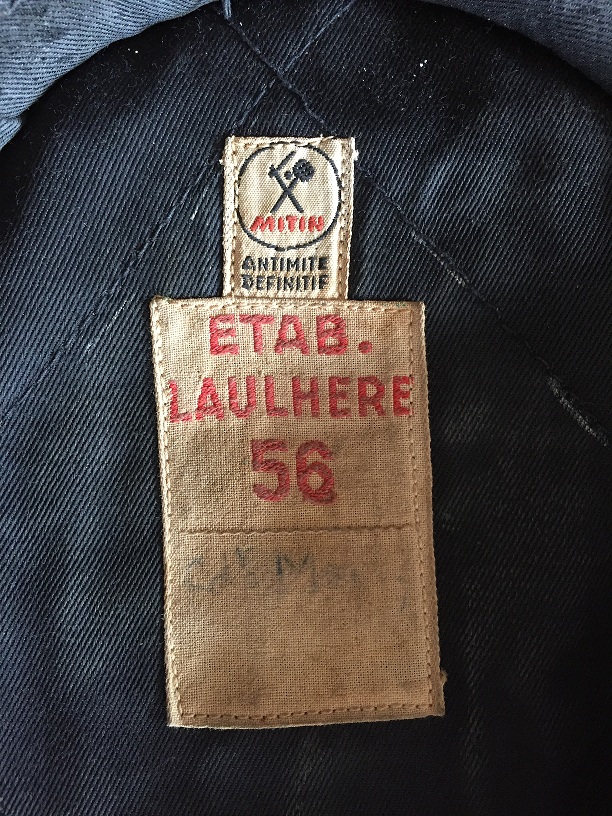 MITIN
ANTIMITE
DEFINITIF
ETAB.
LAULHERE
56